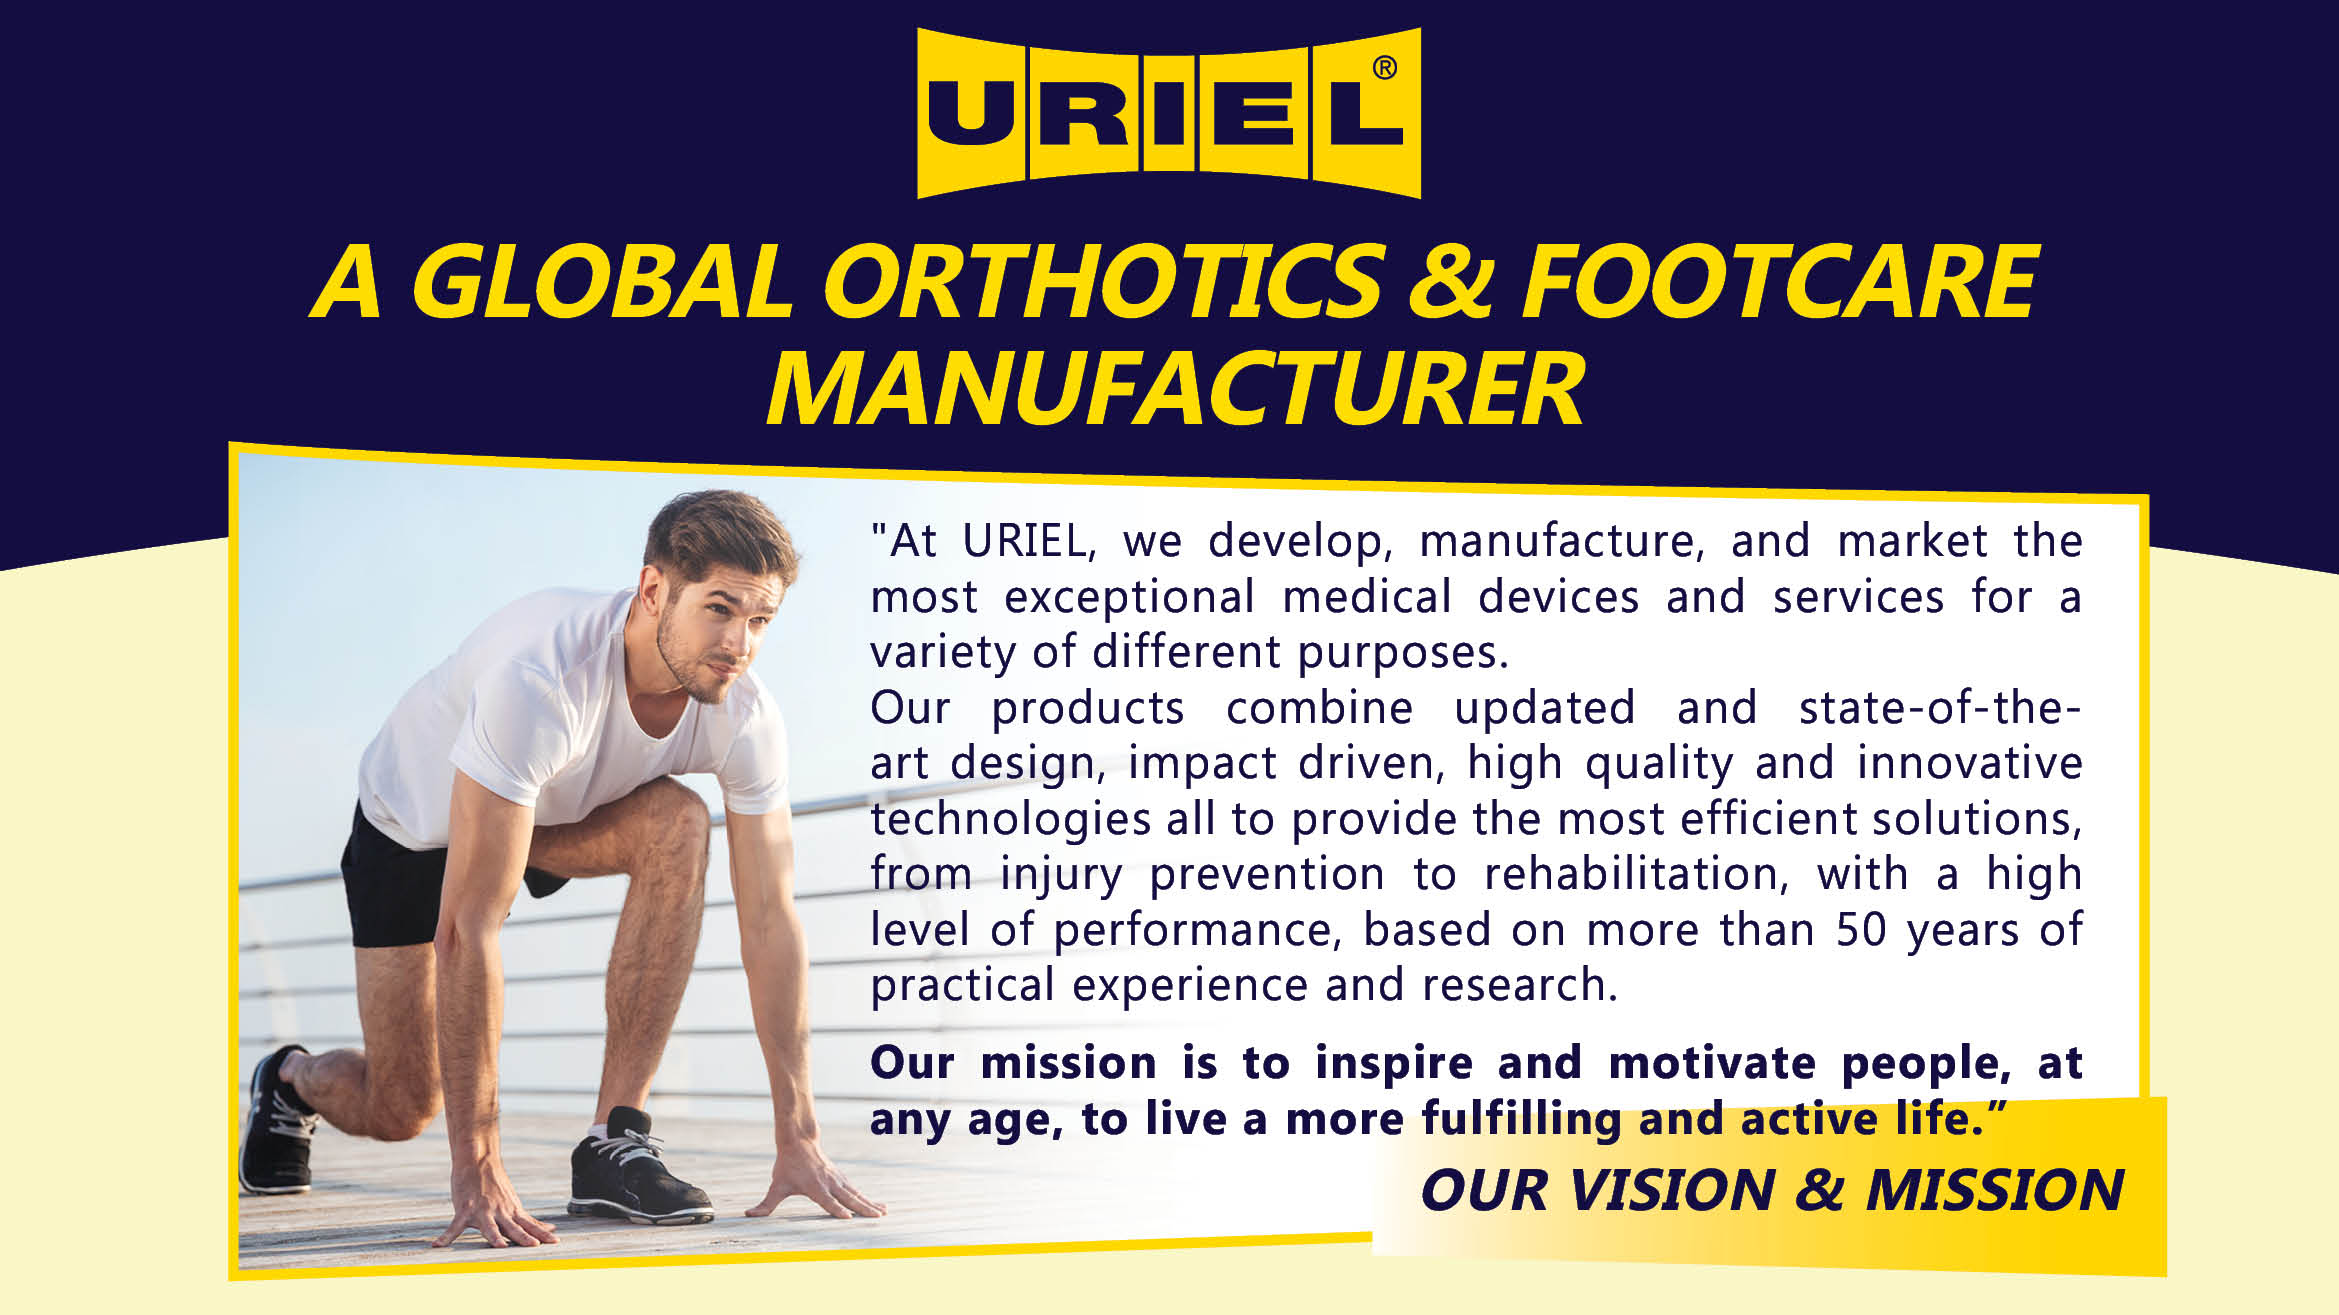 URIEL®
A GLOBAL ORTHOTICS & FOOTCARE
MANUFACTURER
"At URIEL, we develop, manufacture, and market the
most exceptional medical devices and services for a
variety of different purposes.
Our products combine updated and state-of-the-
art design, impact driven, high quality and innovative
technologies all to provide the most efficient solutions,
from injury prevention to rehabilitation, with a high
level of performance, based on more than 50 years of
practical experience and research.
Our mission is to inspire and motivate people, at
any age, to live a more fulfilling and active life.”
OUR VISION & MISSION